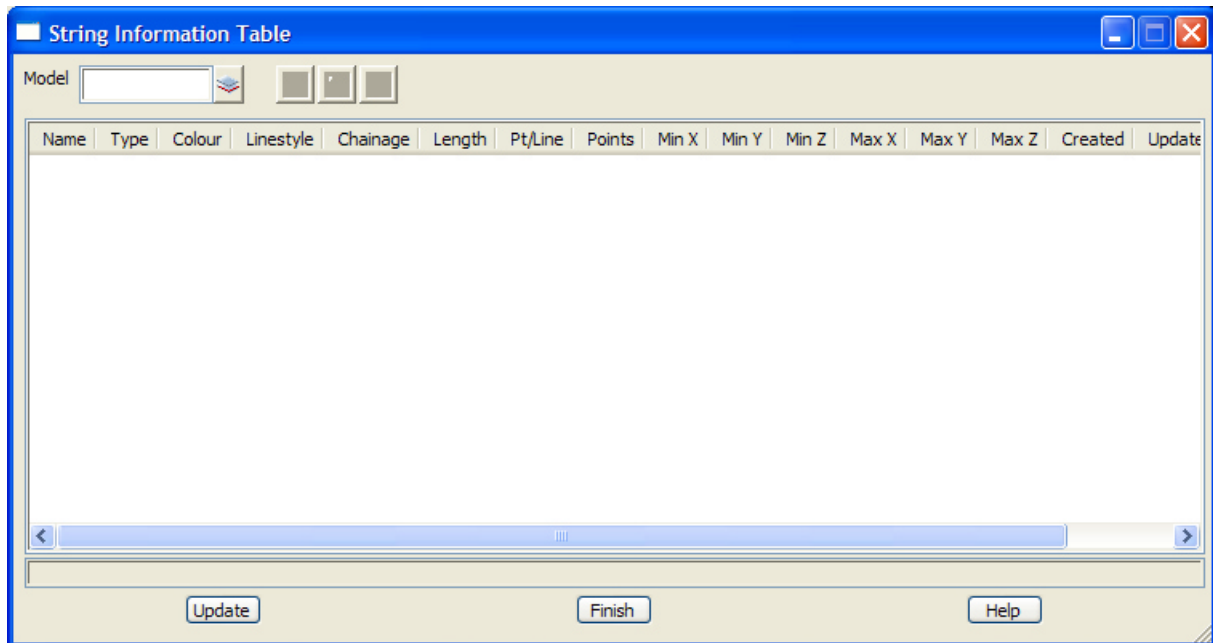 String Information Table
Model
Name Type Colour Linestyle Chainage Length Pt/Line Points Min X Min Y Min Z Max X Max Y Max Z Created Update
Update Finish Help